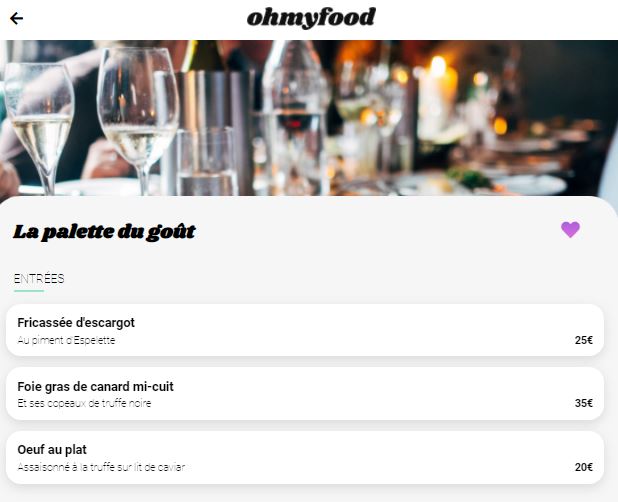 ohmyfood
La palette du goût
ENTRÉES
Fricassée d'escargot
Au piment d'Espelette
25€
Foie gras de canard mi-cuit
Et ses copeaux de truffe noire
35€
Oeuf au plat
Assaisonné à la truffe sur lit de caviar
20€